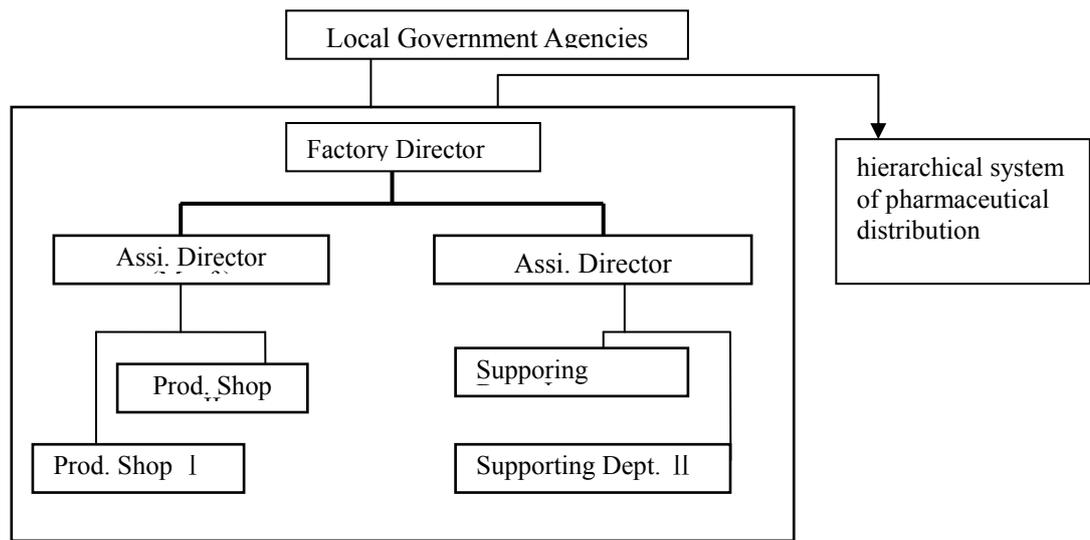 Local Government Agencies
Factory Director
hierarchical system
of pharmaceutical
distribution
Assi. Director
Assi. Director
Prod. Shop
Supporing
Prod. Shop I
Supporting Dept. II